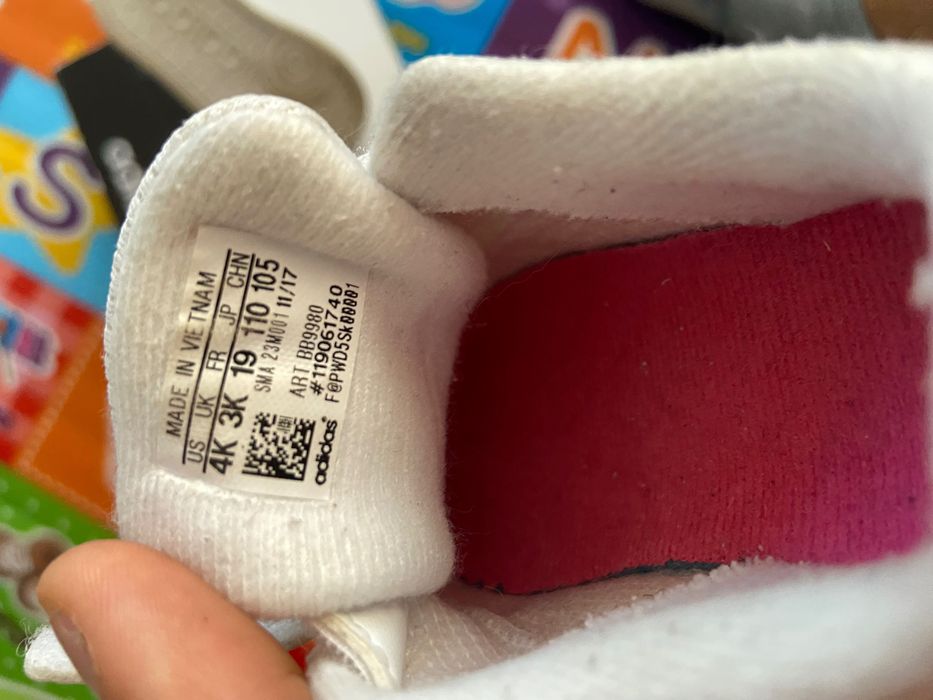 MADE IN VIETNAM
US UK FR JP CHN
4K 3K 19 110 105
SMA 23M001 11/17
ART BB9980
#119061740
F@PWD5Sk00001
adidas
S
A